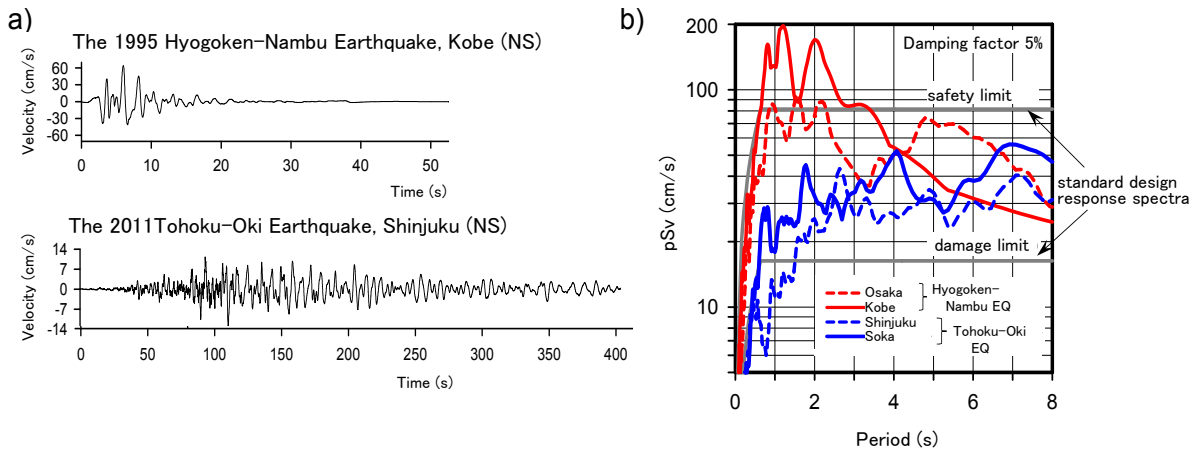 a)
The 1995 Hyogoken-Nambu Earthquake, Kobe (NS)
Velocity (cm/s)
60
30
0
-30
-60
0 10 20 30 40 50
Time (s)
The 2011Tohoku-Oki Earthquake, Shinjuku (NS)
Velocity (cm/s)
14
7
0
-7
-14
0 50 100 150 200 250 300 350 400
Time (s)
b)
200
100
10
pSv (cm/s)
Damping factor 5%
safety limit
standard design
response spectra
damage limit
Osaka
Kobe
Hyogoken-
Nambu EQ
Shinjuku
Soka
Tohoku-Oki
EQ
0 2 4 6 8
Period (s)